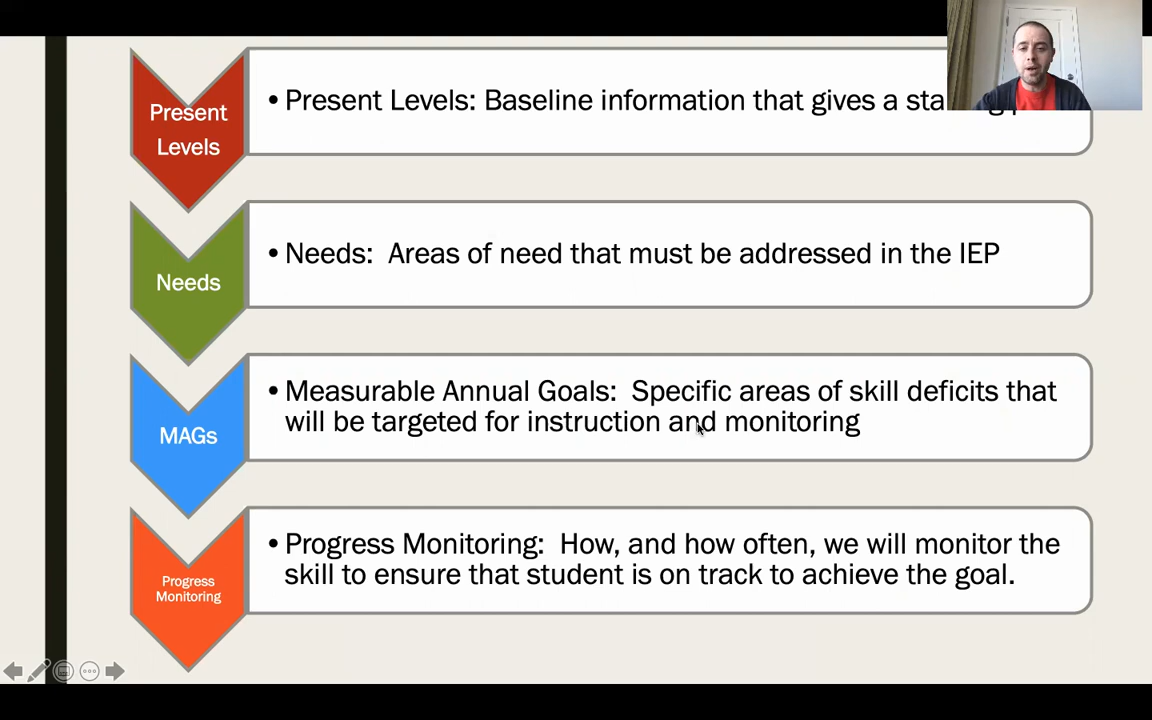 Present
Levels
• Present Levels: Baseline information that gives a
Needs
• Needs: Areas of need that must be addressed in the IEP
MAGs
• Measurable Annual Goals: Specific areas of skill deficits that
will be targeted for instruction and monitoring
Progress
Monitoring
• Progress Monitoring: How, and how often, we will monitor the
skill to ensure that student is on track to achieve the goal.